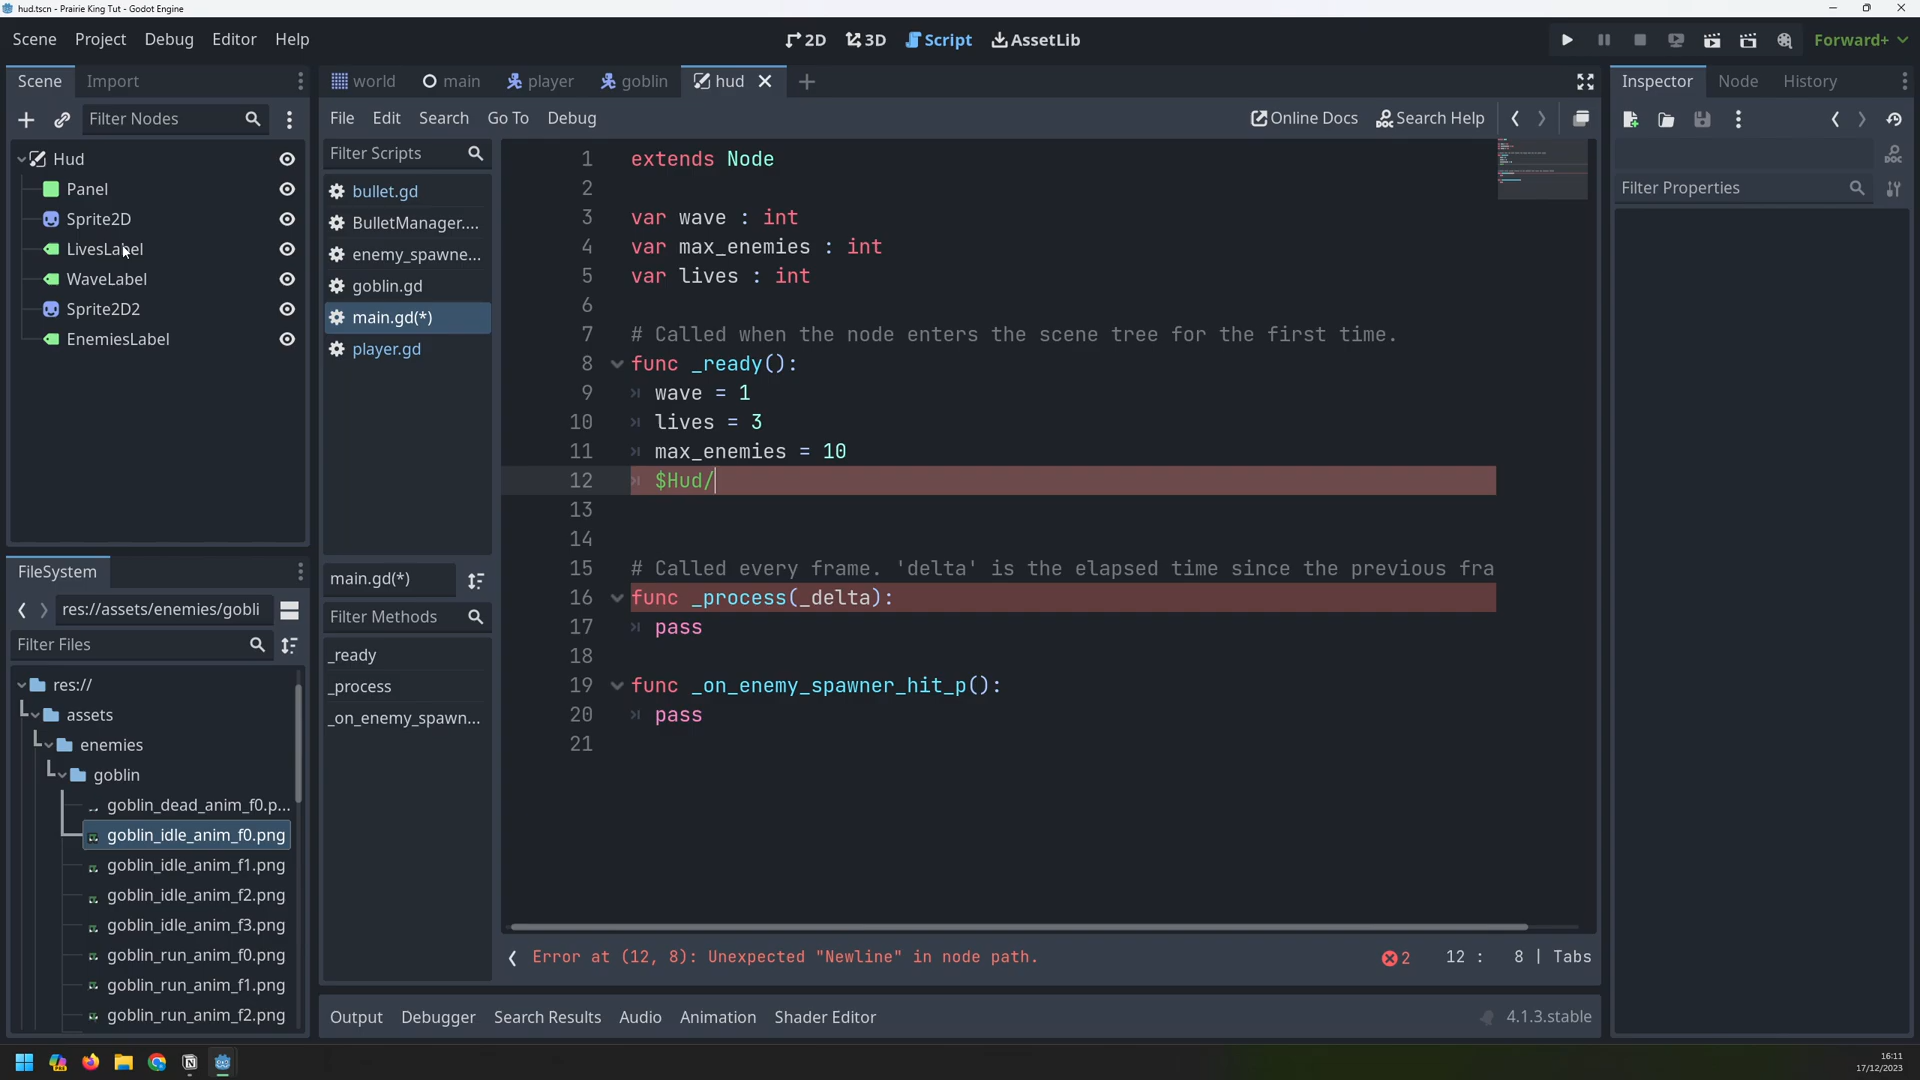 hud.tscn - Prairie King Tut - Godot Engine
Scene Project Debug Editor Help
2D 3D Script AssetLib
Forward+
Scene Import
world main player goblin hud
Inspector Node History
Filter Nodes
File Edit Search Go To Debug
Online Docs Search Help
Hud
Panel
Sprite2D
LivesLabel
WaveLabel
Sprite2D2
EnemiesLabel
Filter Scripts
bullet.gd
BulletManager....
enemy_spawne...
goblin.gd
main.gd(*)
player.gd
main.gd(*)
Filter Methods
_ready
_process
_on_enemy_spawn...
1 extends Node
2
3 var wave : int
4 var max_enemies : int
5 var lives : int
6
7 # Called when the node enters the scene tree for the first time.
8 func _ready():
9 wave = 1
10 lives = 3
11 max_enemies = 10
12 $Hud/
13
14
15 # Called every frame. 'delta' is the elapsed time since the previous fra
16 func _process(_delta):
17 pass
18
19 func _on_enemy_spawner_hit_p():
20 pass
21
Error at (12, 8): Unexpected "Newline" in node path.
2 12 : 8 | Tabs
Filter Properties
FileSystem
res://assets/enemies/gobli
Filter Files
res://
assets
enemies
goblin
goblin_dead_anim_f0.p...
goblin_idle_anim_f0.png
goblin_idle_anim_f1.png
goblin_idle_anim_f2.png
goblin_idle_anim_f3.png
goblin_run_anim_f0.png
goblin_run_anim_f1.png
goblin_run_anim_f2.png
Output Debugger Search Results Audio Animation Shader Editor
4.1.3.stable
16:11
17/12/2023